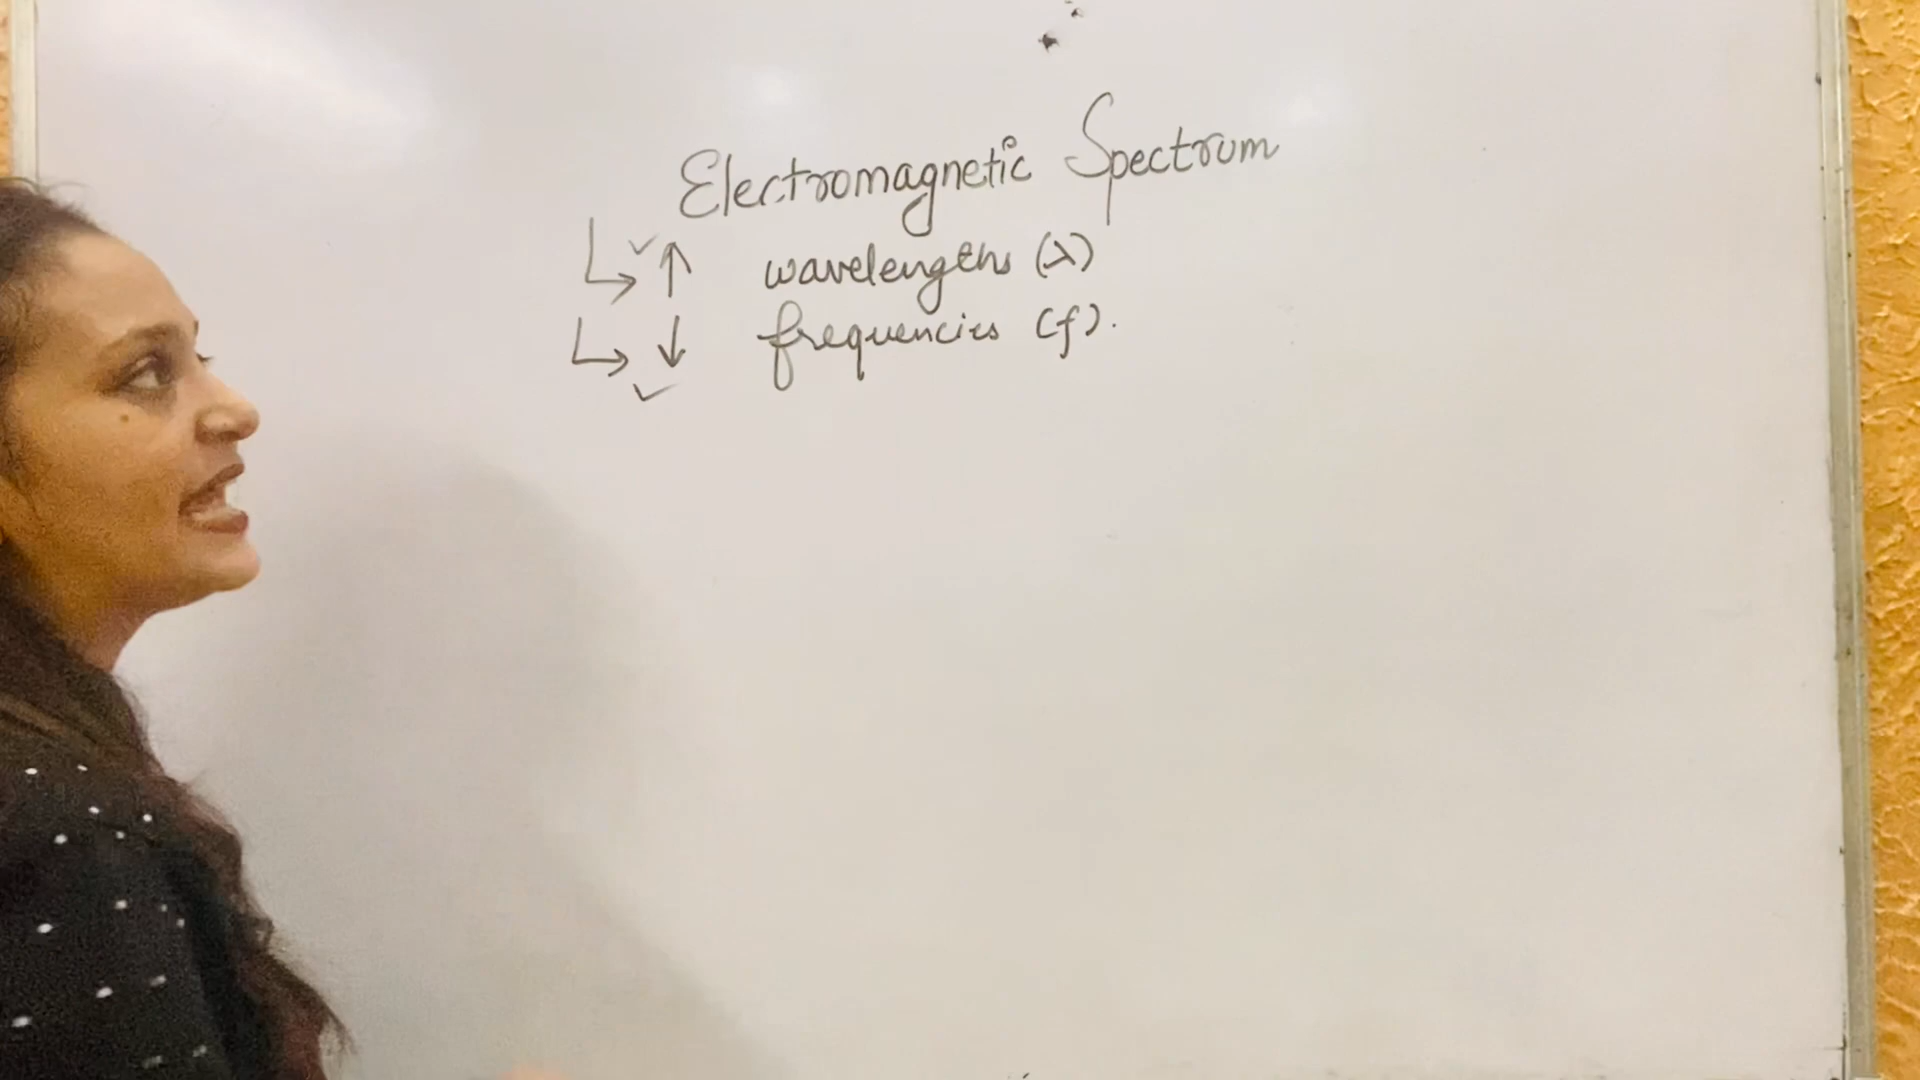 Electromagnetic Spectrum
↳ ✓ ↑ wavelengths (λ)
↳ ↓ frequencies (f).
✓